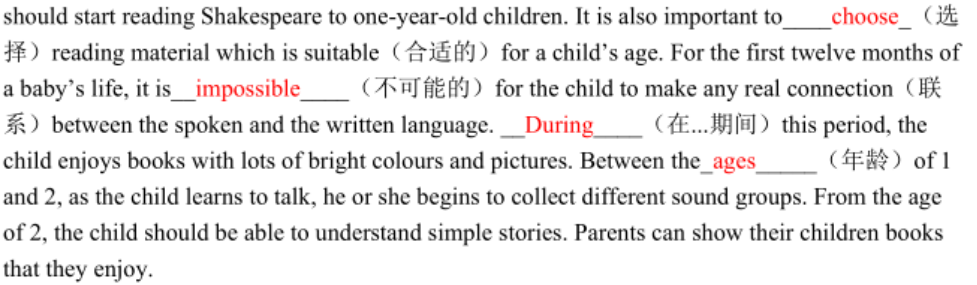 should start reading Shakespeare to one-year-old children. It is also important to____choose_（选
择）reading material which is suitable（合适的）for a child's age. For the first twelve months of
a baby's life, it is__impossible____（不可能的）for the child to make any real connection（联
系）between the spoken and the written language. __During____（在...期间）this period, the
child enjoys books with lots of bright colours and pictures. Between the_ages_____（年龄）of 1
and 2, as the child learns to talk, he or she begins to collect different sound groups. From the age
of 2, the child should be able to understand simple stories. Parents can show their children books
that they enjoy.